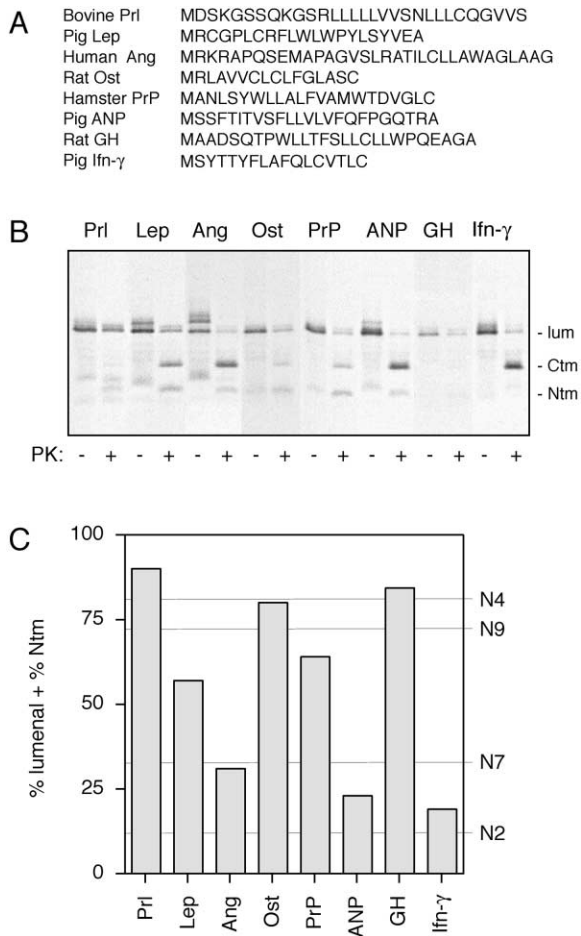 A
Bovine Prl MDSKGSSQKGSRLLLLLVVSNLLLCQGVVS
Pig Lep MRCGPLCRFLWLWPYLSYVEA
Human Ang MRKRAPQSEMAPAGVSLRATILCLLAWAGLAAG
Rat Ost MRLAVVCLCLFGLASC
Hamster PrP MANLSYWLLALFVAMWTDVGLC
Pig ANP MSSFTITVSFLLVLVFQFPGQTRA
Rat GH MAADSQTPWLLTFSLLCLLWPQEAGA
Pig Ifn-γ MSYTTYFLAFQLCVTLC
B
Prl Lep Ang Ost PrP ANP GH Ifn-γ
- lum
- Ctm
- Ntm
PK: - + - + - + - + - + - + - + - +
C
% lumenal + % Ntm
100
75
50
25
0
N4
N9
N7
N2
Prl Lep Ang Ost PrP ANP GH Ifn-γ